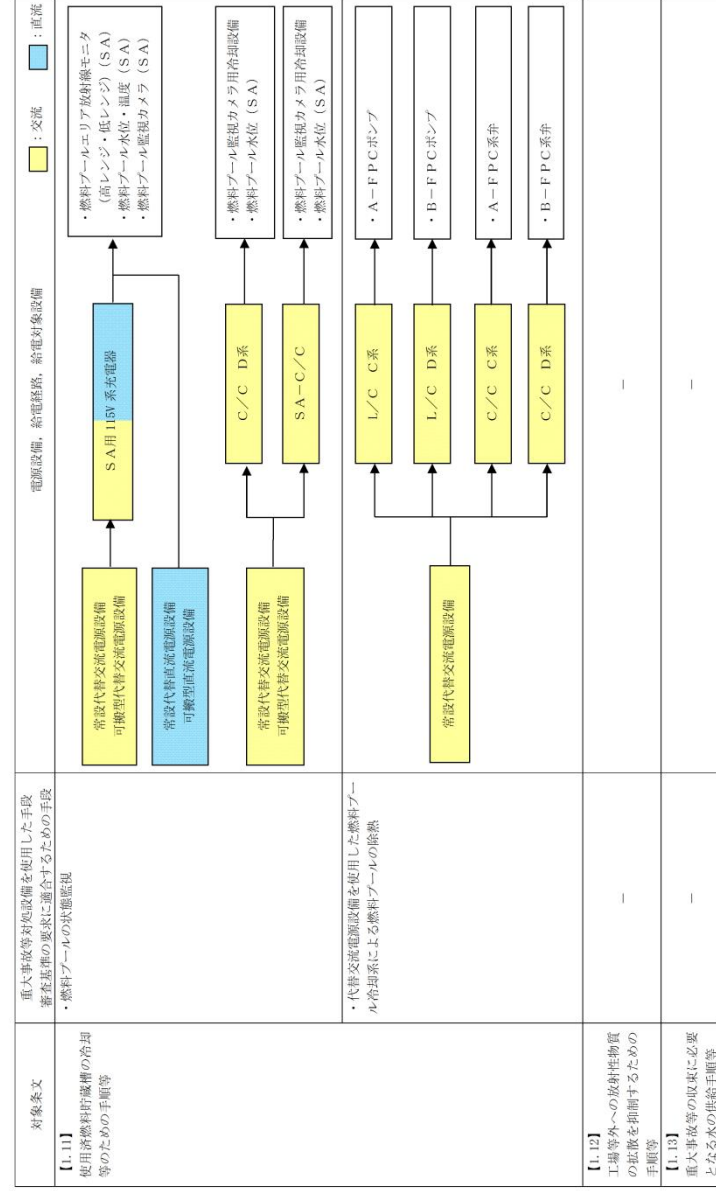 対象条文
重大事故等対処設備を使用した手段
審査基準の要求に適合するための手段
電源設備，給電経路，給電対象設備
：交流
：直流
【1.11】
使用済燃料貯蔵槽の冷却
等のための手順等
・燃料プールの状態監視
常設代替交流電源設備
可搬型代替交流電源設備
ＳＡ用 115V 系充電器
・燃料プールエリア放射線モニタ
（高レンジ・低レンジ）（ＳＡ）
・燃料プール水位・温度（ＳＡ）
・燃料プール監視カメラ（ＳＡ）
常設代替直流電源設備
可搬型直流電源設備
常設代替交流電源設備
可搬型代替交流電源設備
Ｃ／Ｃ　Ｄ系
・燃料プール監視カメラ用冷却設備
・燃料プール水位（ＳＡ）
ＳＡ－Ｃ／Ｃ
・燃料プール監視カメラ用冷却設備
・燃料プール水位（ＳＡ）
・代替交流電源設備を使用した燃料プー
ル冷却系による燃料プールの除熱
常設代替交流電源設備
Ｌ／Ｃ　Ｃ系
・Ａ－ＦＰＣポンプ
Ｌ／Ｃ　Ｄ系
・Ｂ－ＦＰＣポンプ
Ｃ／Ｃ　Ｃ系
・Ａ－ＦＰＣ系弁
Ｃ／Ｃ　Ｄ系
・Ｂ－ＦＰＣ系弁
【1.12】
工場等外への放射性物質
の拡散を抑制するための
手順等
－
－
【1.13】
重大事故等の収束に必要
となる水の供給手順等
－
－